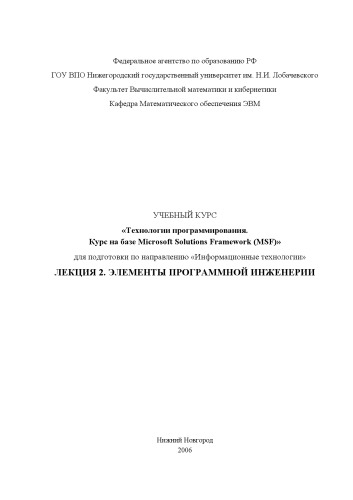 Федеральное агентство по образованию РФ
ГОУ ВПО Нижегородский государственный университет им. Н.И. Лобачевского
Факультет Вычислительной математики и кибернетики
Кафедра Математического обеспечения ЭВМ
УЧЕБНЫЙ КУРС
«Технологии программирования.
Курс на базе Microsoft Solutions Framework (MSF)»
для подготовки по направлению «Информационные технологии»
ЛЕКЦИЯ 2. ЭЛЕМЕНТЫ ПРОГРАММНОЙ ИНЖЕНЕРИИ
Нижний Новгород
2006